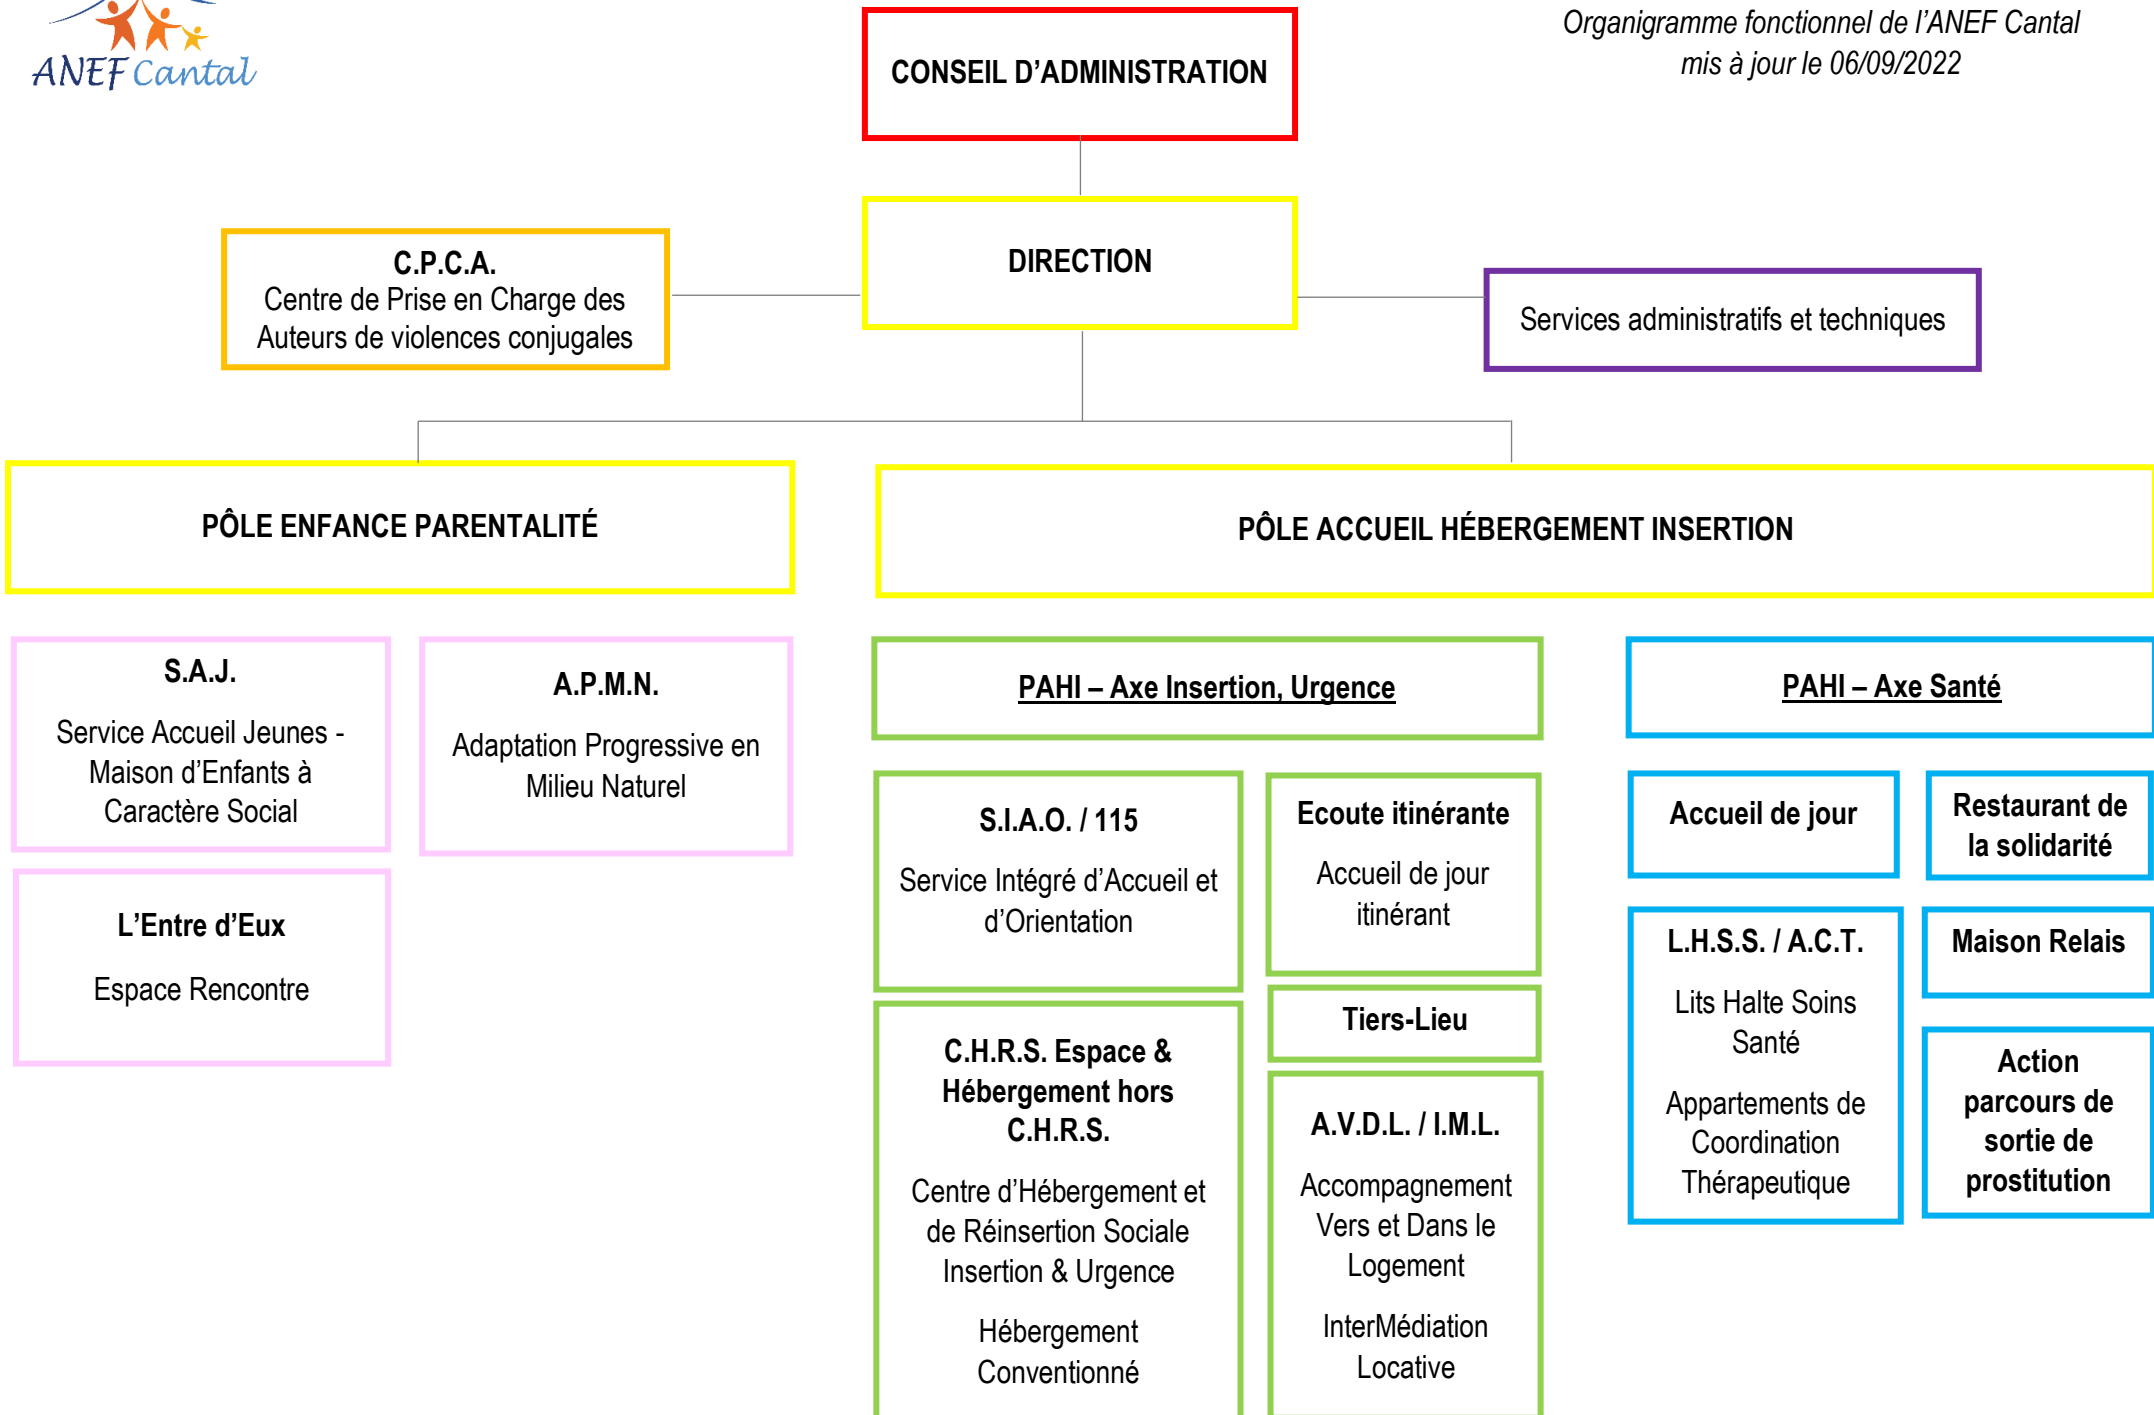 ANEF Cantal
Organigramme fonctionnel de l’ANEF Cantal
mis à jour le 06/09/2022
CONSEIL D’ADMINISTRATION
DIRECTION
C.P.C.A.
Centre de Prise en Charge des
Auteurs de violences conjugales
Services administratifs et techniques
PÔLE ENFANCE PARENTALITÉ
PÔLE ACCUEIL HÉBERGEMENT INSERTION
S.A.J.
Service Accueil Jeunes -
Maison d’Enfants à
Caractère Social
A.P.M.N.
Adaptation Progressive en
Milieu Naturel
L’Entre d’Eux
Espace Rencontre
PAHI – Axe Insertion, Urgence
S.I.A.O. / 115
Service Intégré d’Accueil et
d’Orientation
Ecoute itinérante
Accueil de jour
itinérant
Tiers-Lieu
C.H.R.S. Espace &
Hébergement hors
C.H.R.S.
Centre d’Hébergement et
de Réinsertion Sociale
Insertion & Urgence
Hébergement
Conventionné
A.V.D.L. / I.M.L.
Accompagnement
Vers et Dans le
Logement
InterMédiation
Locative
PAHI – Axe Santé
Accueil de jour
Restaurant de
la solidarité
L.H.S.S. / A.C.T.
Lits Halte Soins
Santé
Appartements de
Coordination
Thérapeutique
Maison Relais
Action
parcours de
sortie de
prostitution